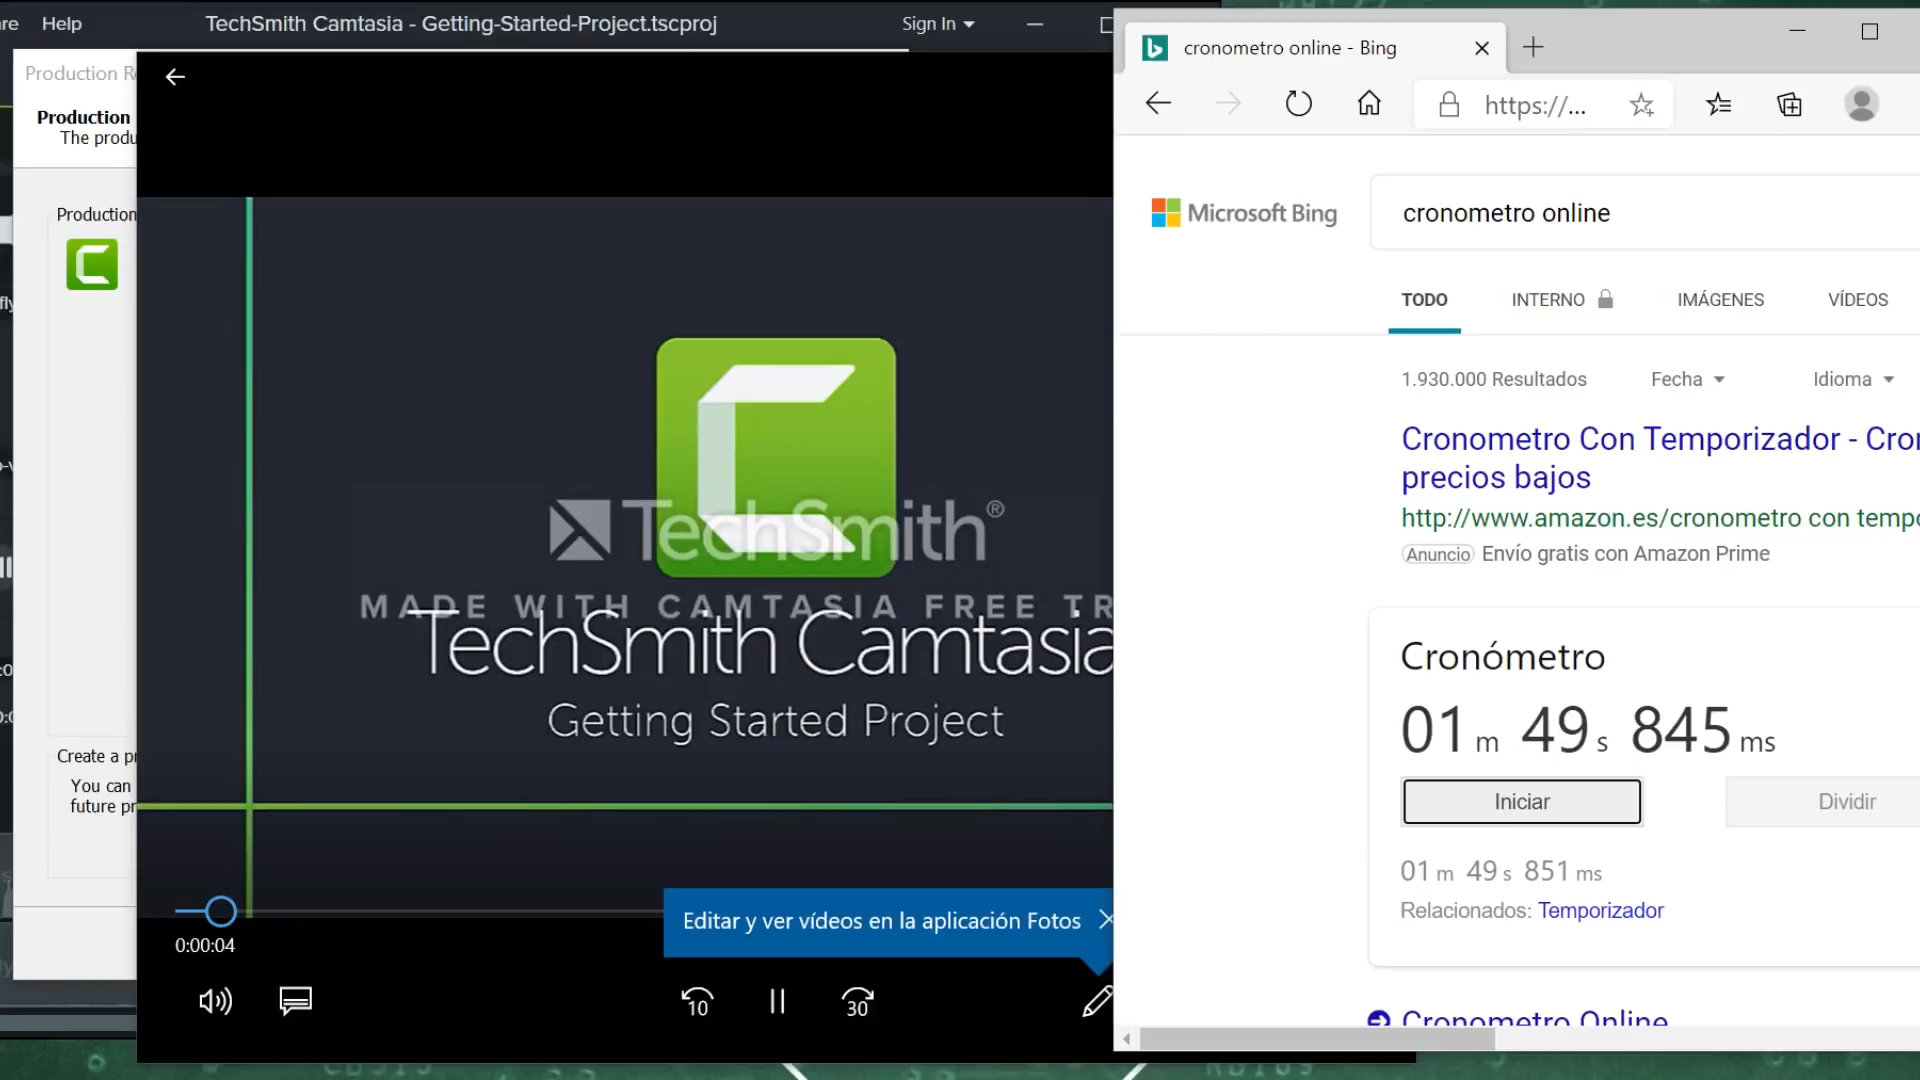 Help
TechSmith Camtasia - Getting-Started-Project.tscproj
Sign In
Production
Production
The produ
Production
Create a pr
You can
future pr
TechSmith®
MADE WITH CAMTASIA FREE TR
TechSmith Camtasia
Getting Started Project
Editar y ver vídeos en la aplicación Fotos
0:00:04
10
30
cronometro online - Bing
https://...
Microsoft Bing
cronometro online
TODO
INTERNO
IMÁGENES
VÍDEOS
1.930.000 Resultados
Fecha
Idioma
Cronometro Con Temporizador - Cro
precios bajos
http://www.amazon.es/cronometro con tempo
Anuncio Envío gratis con Amazon Prime
Cronómetro
01 m 49 s 845 ms
Iniciar
Dividir
01 m 49 s 851 ms
Relacionados: Temporizador
Cronometro Online